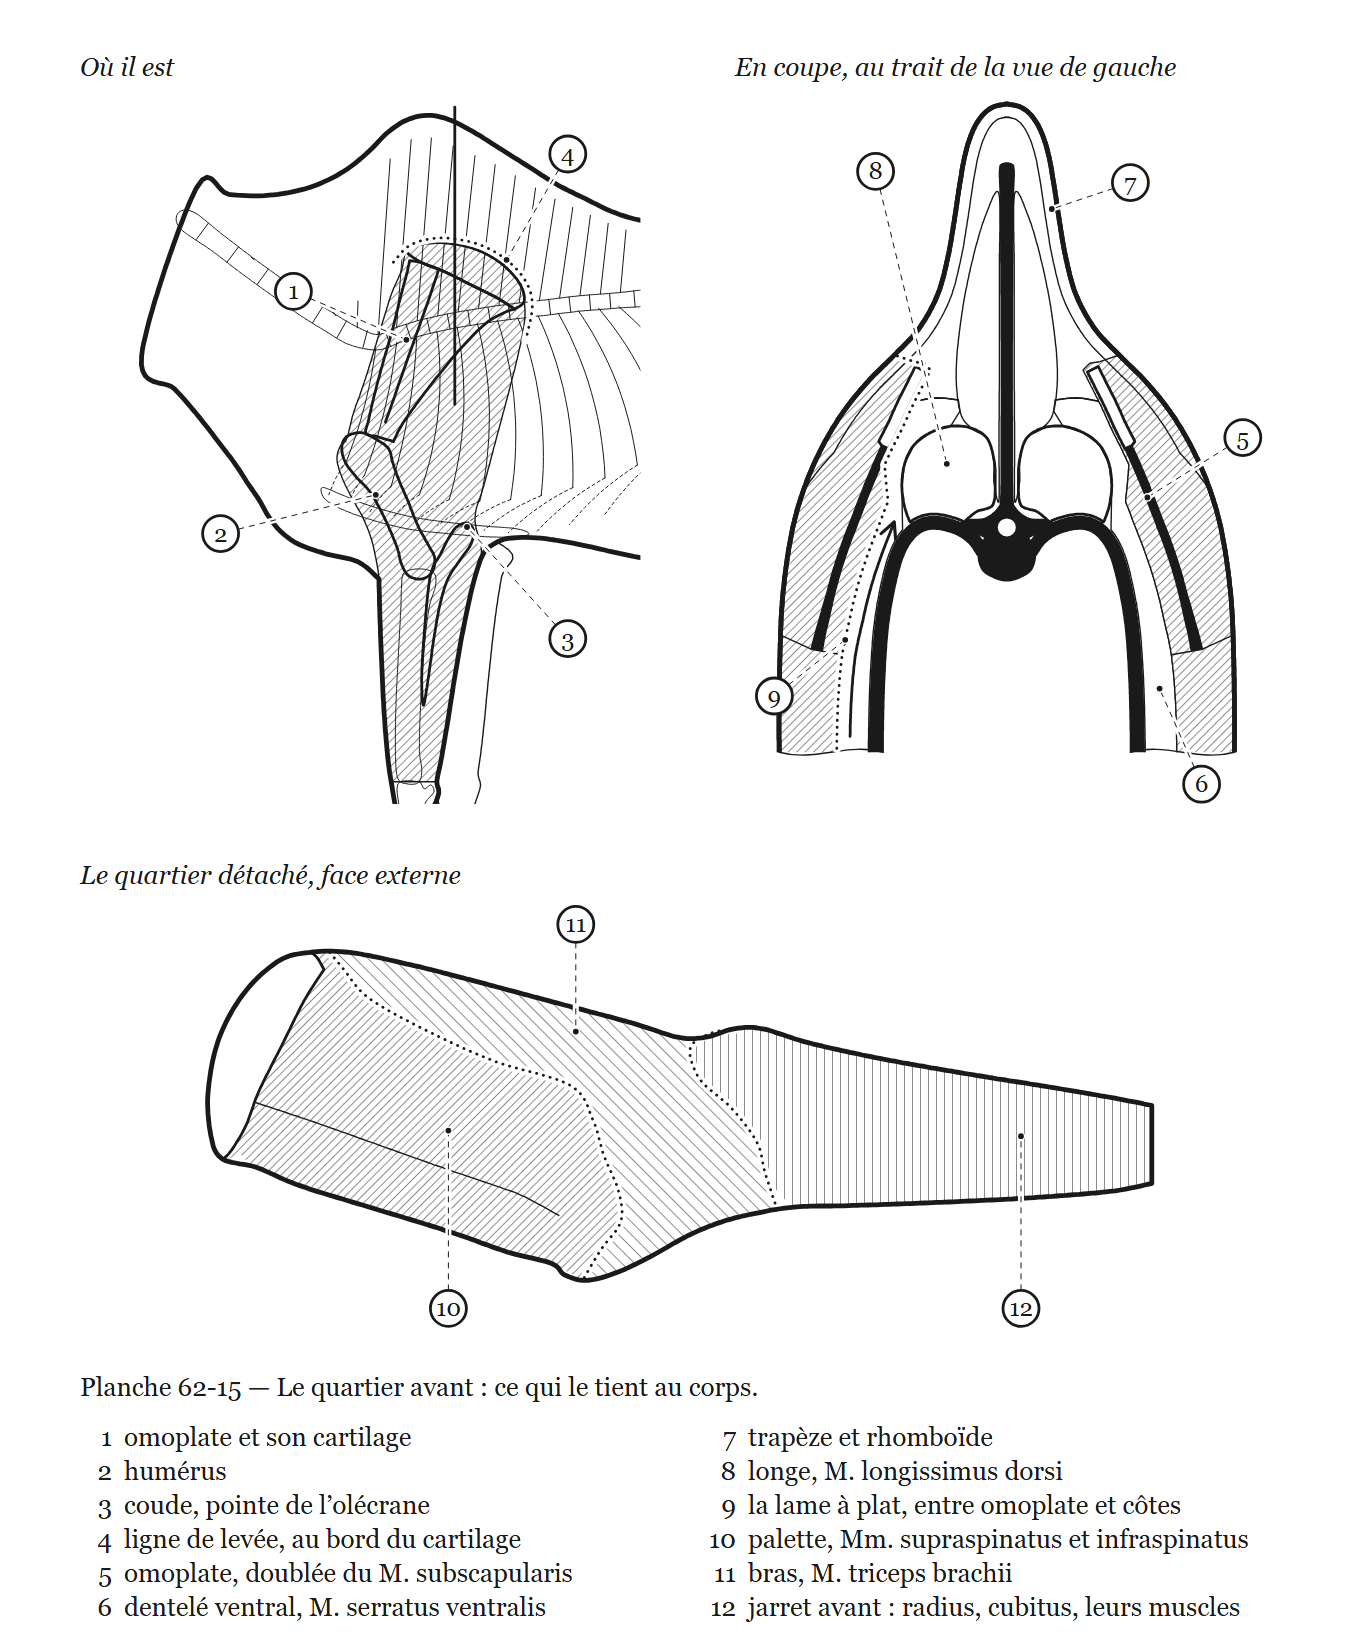 Où il est
En coupe, au trait de la vue de gauche
4
8
7
1
5
2
3
9
6
Le quartier détaché, face externe
11
10
12
Planche 62-15 — Le quartier avant : ce qui le tient au corps.
1 omoplate et son cartilage
2 humérus
3 coude, pointe de l’olécrane
4 ligne de levée, au bord du cartilage
5 omoplate, doublée du M. subscapularis
6 dentelé ventral, M. serratus ventralis
7 trapèze et rhomboïde
8 longe, M. longissimus dorsi
9 la lame à plat, entre omoplate et côtes
10 palette, Mm. supraspinatus et infraspinatus
11 bras, M. triceps brachii
12 jarret avant : radius, cubitus, leurs muscles